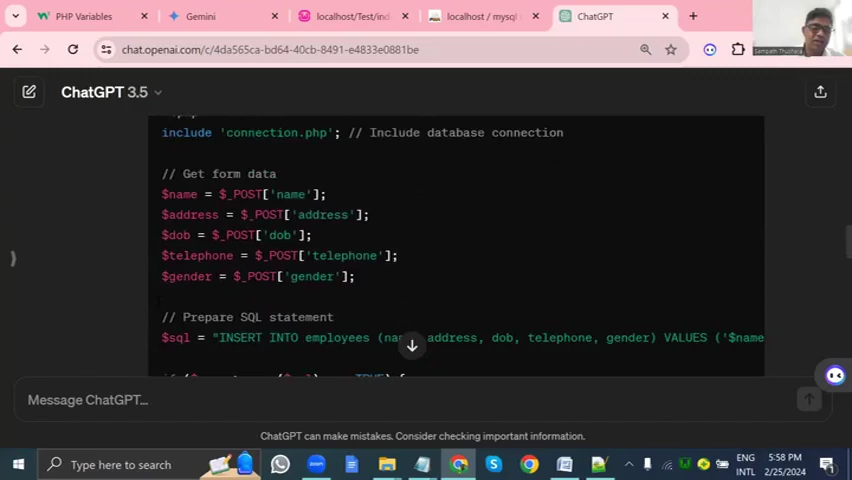 PHP Variables
Gemini
localhost/Test/ind
localhost / mysql
ChatGPT
chat.openai.com/c/4da565ca-bd64-40cb-8491-e4833e0881be
Sampath Thuchara
ChatGPT 3.5
include 'connection.php'; // Include database connection
// Get form data
$name = $_POST['name'];
$address = $_POST['address'];
$dob = $_POST['dob'];
$telephone = $_POST['telephone'];
$gender = $_POST['gender'];
// Prepare SQL statement
$sql = "INSERT INTO employees (name, address, dob, telephone, gender) VALUES ('$name
Message ChatGPT...
ChatGPT can make mistakes. Consider checking important information.
Type here to search
ENG
INTL
5:58 PM
2/25/2024